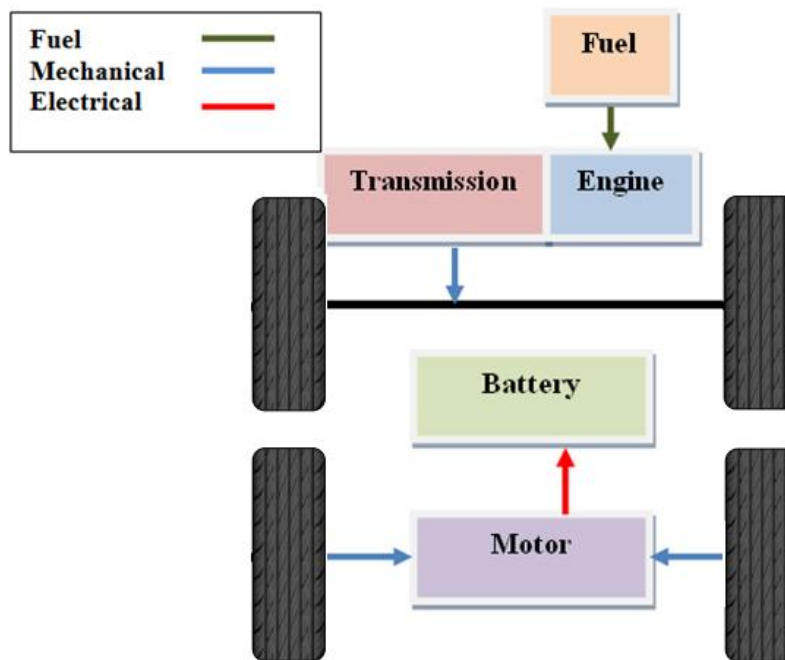 Fuel
Mechanical
Electrical
Fuel
Transmission
Engine
Battery
Motor